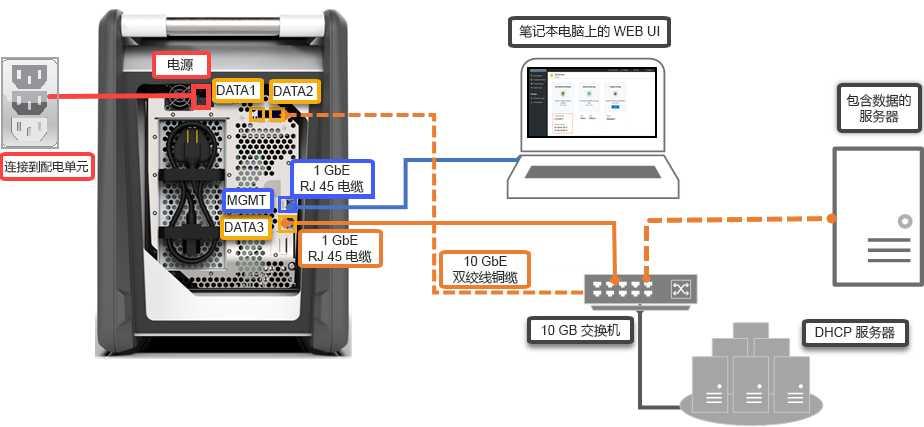 笔记本电脑上的 WEB UI
电源
DATA1
DATA2
包含数据的
服务器
连接到配电单元
1 GbE
RJ 45 电缆
MGMT
DATA3
1 GbE
RJ 45 电缆
10 GbE
双绞线铜缆
10 GB 交换机
DHCP 服务器